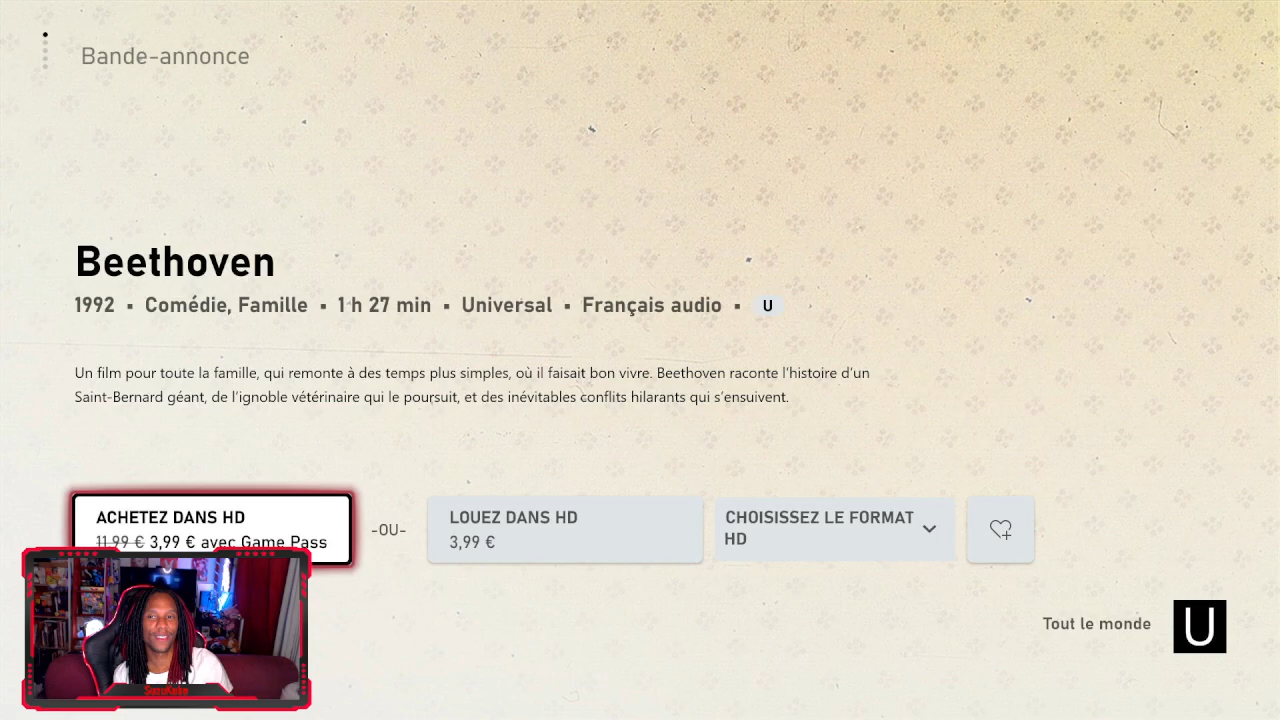 Bande-annonce
Beethoven
1992 ▪ Comédie, Famille ▪ 1 h 27 min ▪ Universal ▪ Français audio ▪ U
Un film pour toute la famille, qui remonte à des temps plus simples, où il faisait bon vivre. Beethoven raconte l'histoire d'un
Saint-Bernard géant, de l'ignoble vétérinaire qui le poursuit, et des inévitables conflits hilarants qui s'ensuivent.
ACHETEZ DANS HD
11,99 € 3,99 € avec Game Pass
-OU-
LOUEZ DANS HD
3,99 €
CHOISISSEZ LE FORMAT
HD
Tout le monde
U